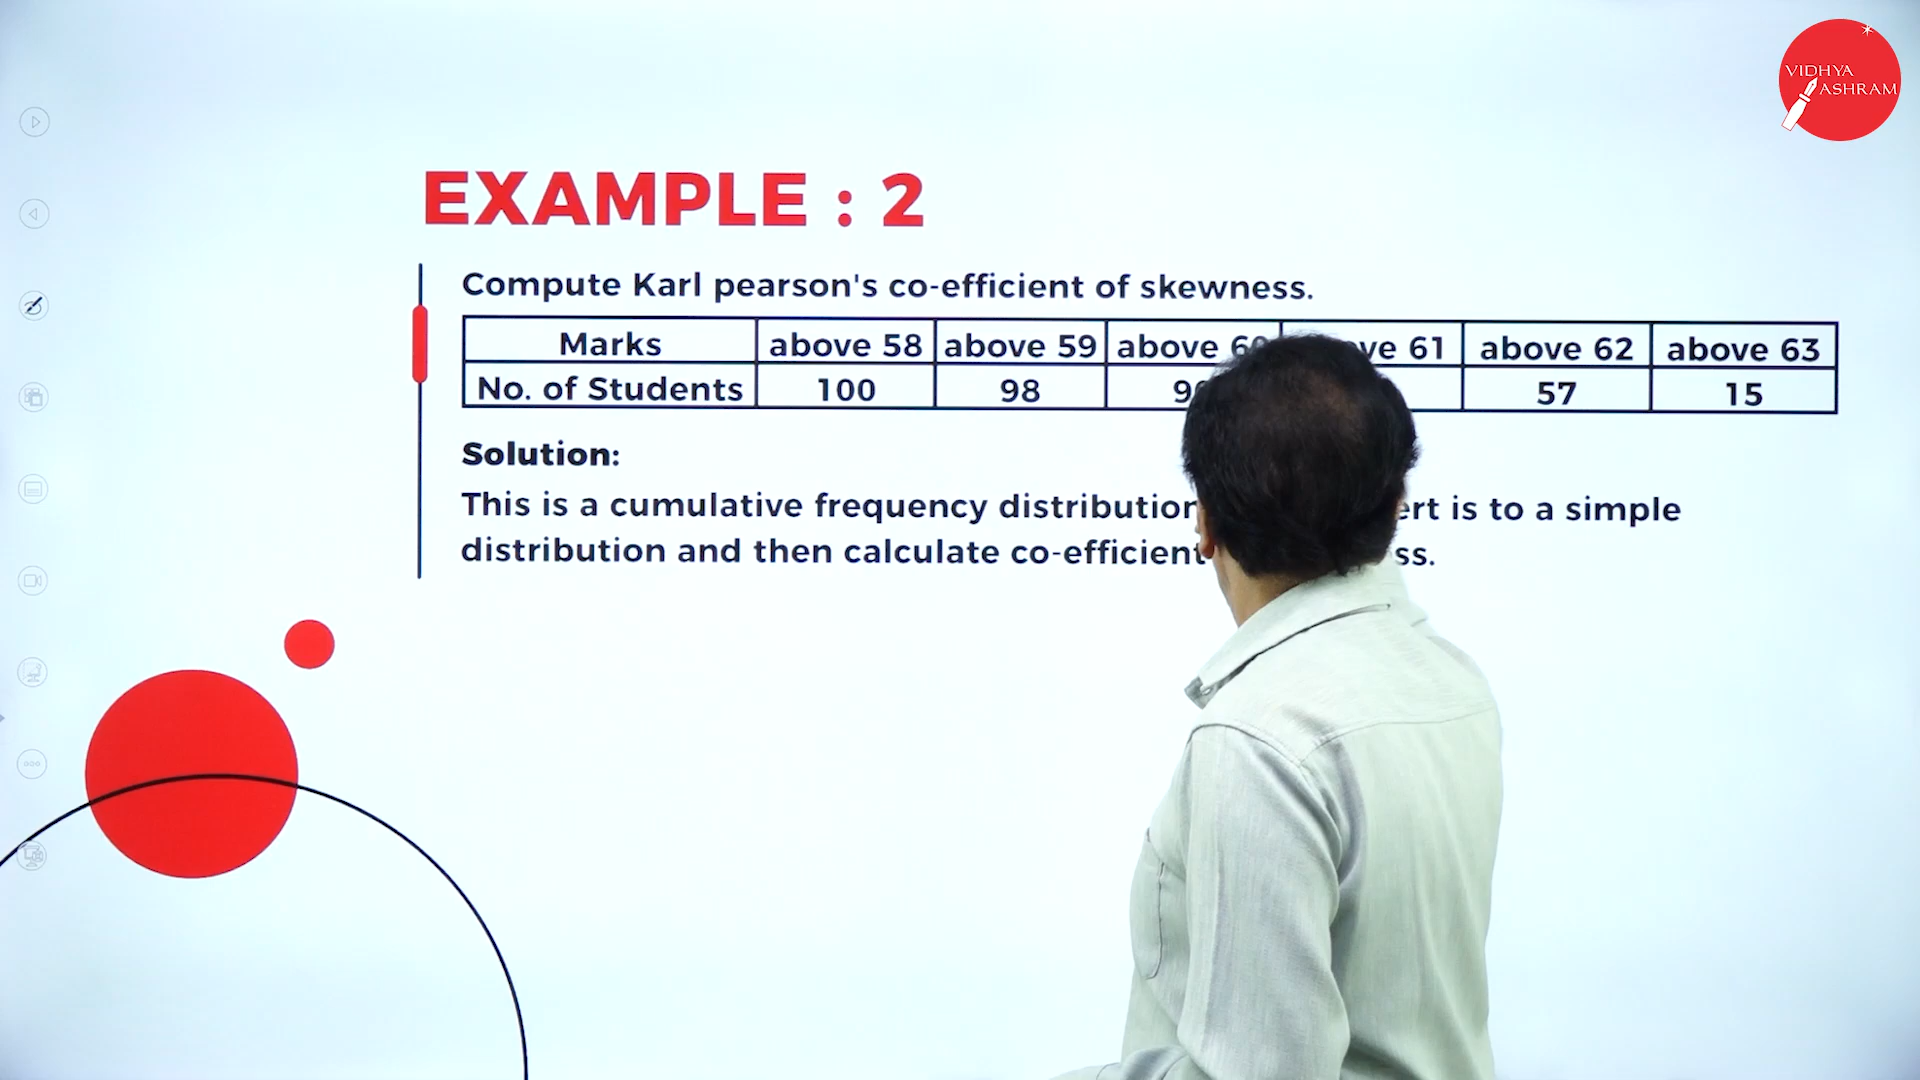 VIDHYA
ASHRAM
EXAMPLE : 2
Compute Karl pearson's co-efficient of skewness.
Marks above 58 above 59 above 61 above 62 above 63
No. of Students 100 98 57 15
Solution:
This is a cumulative frequency distribution is to a simple
distribution and then calculate co-efficient